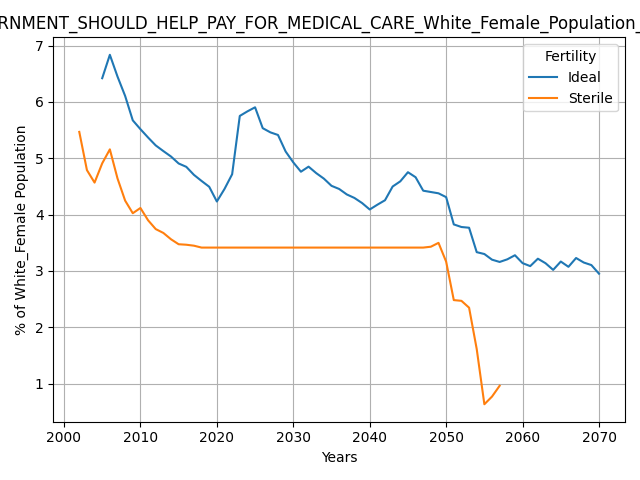 RNMENT_SHOULD_HELP_PAY_FOR_MEDICAL_CARE_White_Female_Population_
7
6
5
4
3
2
1
% of White_Female Population
Fertility
Ideal
Sterile
2000 2010 2020 2030 2040 2050 2060 2070
Years